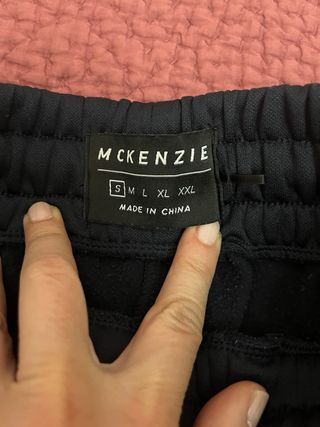 MCKENZIE
S M L XL XXL
MADE IN CHINA